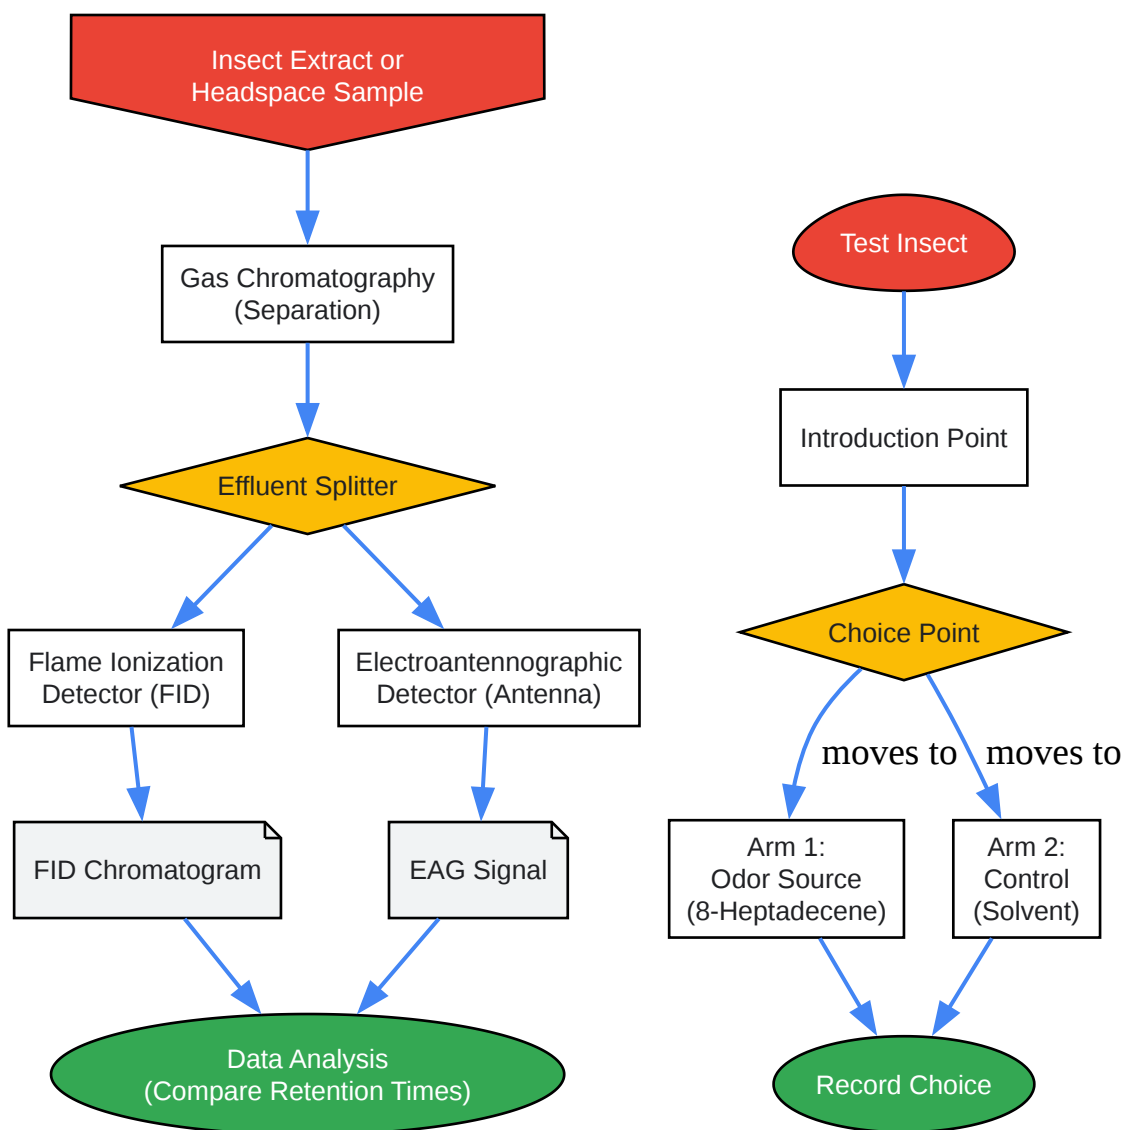 Insect Extract or
Headspace Sample
Gas Chromatography
(Separation)
Effluent Splitter
Flame Ionization
Detector (FID)
Electroantennographic
Detector (Antenna)
FID Chromatogram
EAG Signal
Data Analysis
(Compare Retention Times)
Test Insect
Introduction Point
Choice Point
moves to
moves to
Arm 1:
Odor Source
(8-Heptadecene)
Arm 2:
Control
(Solvent)
Record Choice